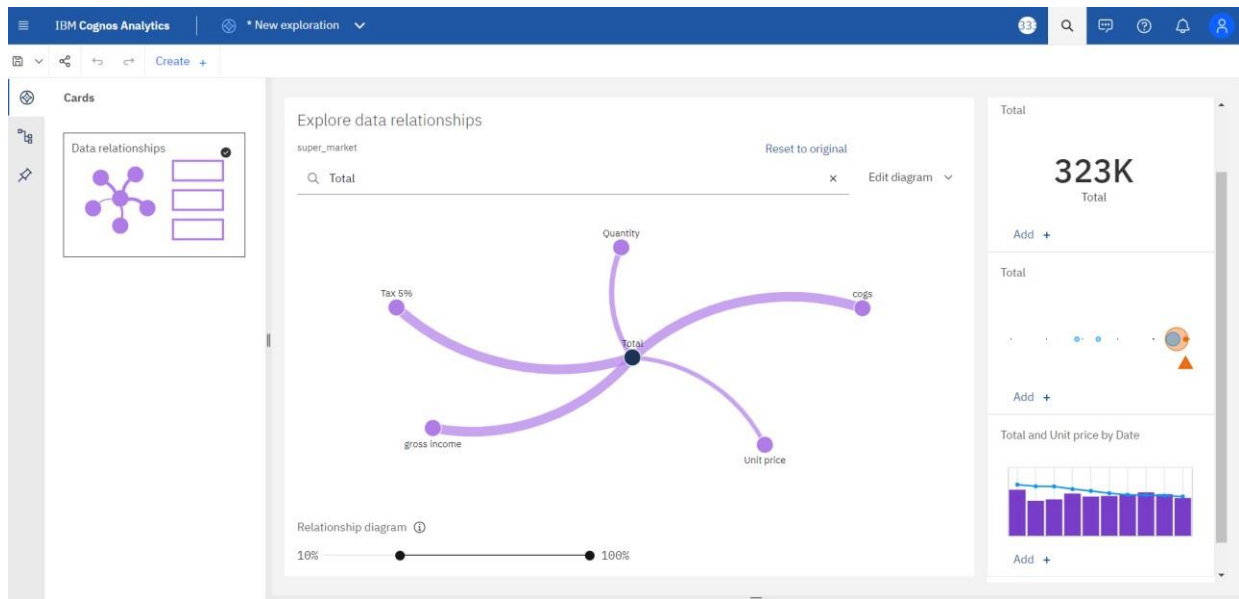 IBM Cognos Analytics
* New exploration
Create +
Cards
Data relationships
Explore data relationships
super_market
Reset to original
Total
Edit diagram
Quantity
Tax 5%
cogs
Total
gross income
Unit price
Relationship diagram
10%
100%
Total
323K
Total
Add +
Total
Add +
Total and Unit price by Date
Add +